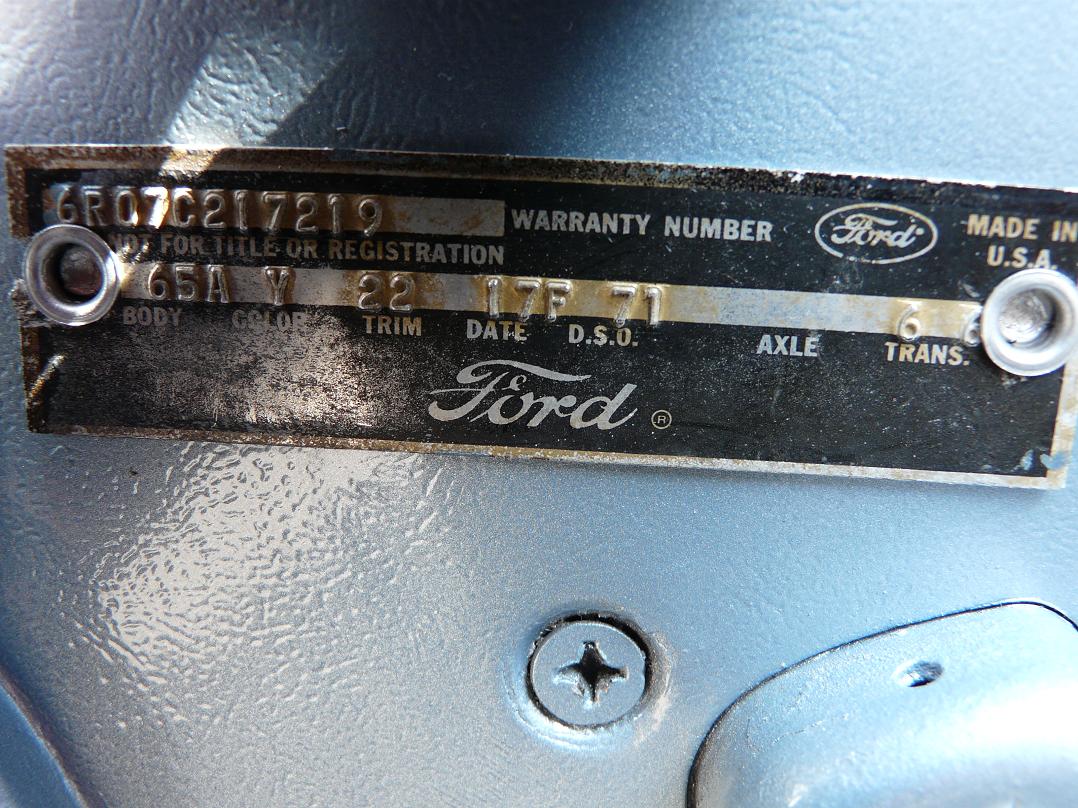 6R07C217219 WARRANTY NUMBER Ford MADE IN
NOT FOR TITLE OR REGISTRATION U.S.A.
65A Y 22 17F 71 6 6
BODY COLOR TRIM DATE D.S.O. AXLE TRANS.
Ford ®